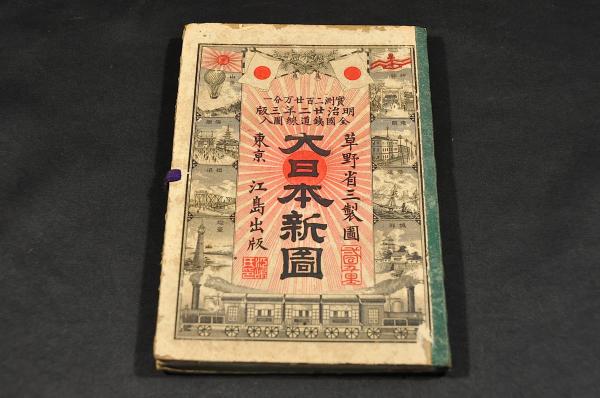 實測二百廿万分一
明治廿二年三版
全國鐵道線圖入
草野省三製圖
大日本新圖
東京 江島出版